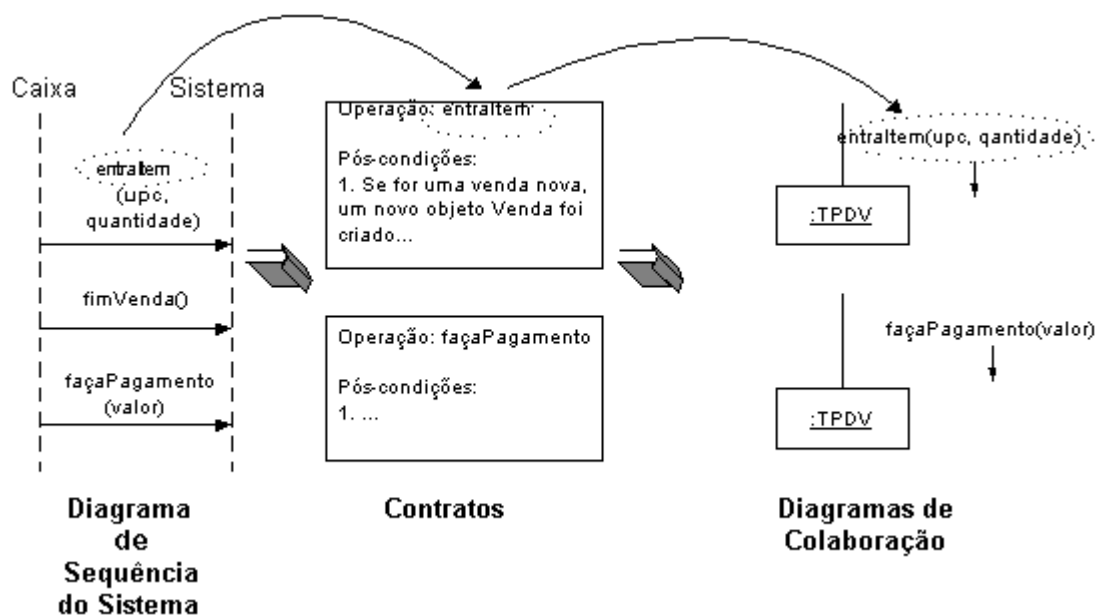 Caixa
Sistema
entraItem
(upc,
quantidade)
fimVenda()
façaPagamento
(valor)
Diagrama
de
Sequência
do Sistema
Operação: entraItem
Pós-condições:
1. Se for uma venda nova,
um novo objeto Venda foi
criado...
Operação: façaPagamento
Pós-condições:
1. ...
Contratos
entraItem(upc, qantidade)
:TPDV
façaPagamento(valor)
:TPDV
Diagramas de
Colaboração